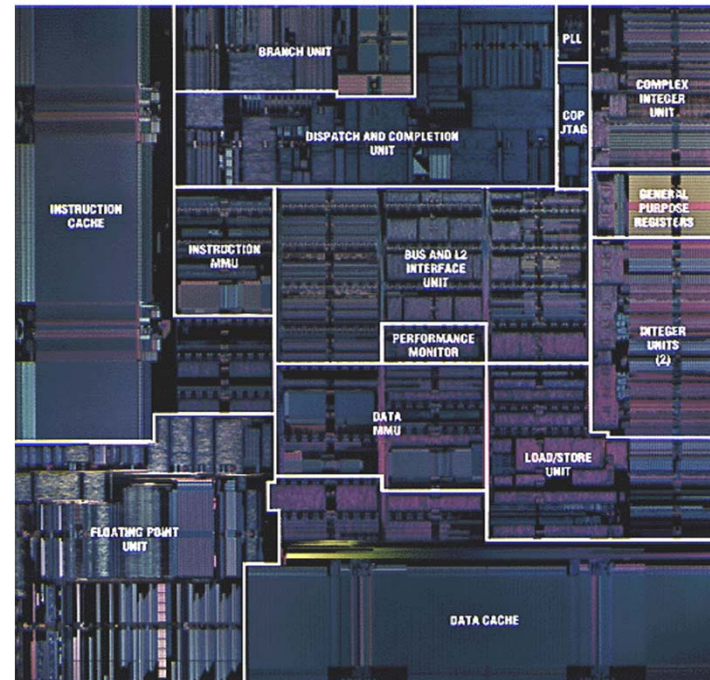 BRANCH UNIT
PLL
COMPLEX
INTEGER
UNIT
DISPATCH AND COMPLETION
UNIT
COP
JTAG
INSTRUCTION
CACHE
GENERAL
PURPOSE
REGISTERS
INSTRUCTION
MMU
BUS AND L2
INTERFACE
UNIT
PERFORMANCE
MONITOR
INTEGER
UNITS
(2)
DATA
MMU
LOAD/STORE
UNIT
FLOATING POINT
UNIT
DATA CACHE